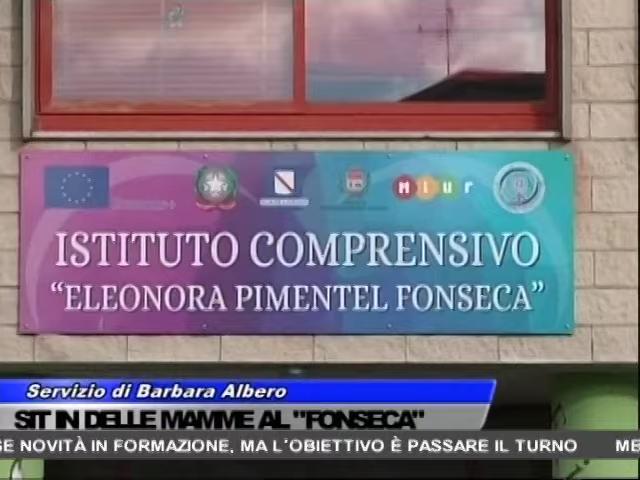 Miur
ISTITUTO COMPRENSIVO
“ELEONORA PIMENTEL FONSECA”
Servizio di Barbara Albero
SIT IN DELLE MAMME AL "FONSECA"
SE NOVITÀ IN FORMAZIONE, MA L'OBIETTIVO È PASSARE IL TURNO ME